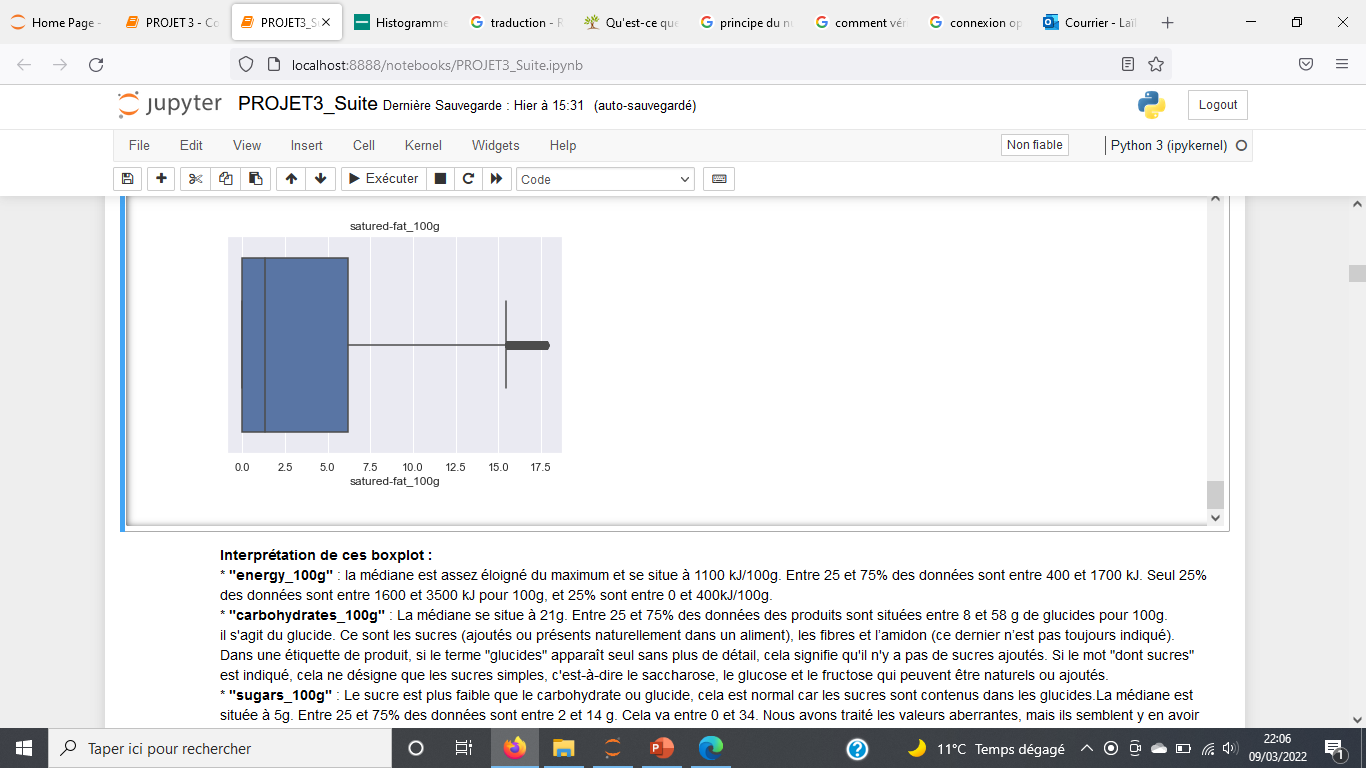 Home Page -
PROJET 3 - Co
PROJET3_S
Histogramme
traduction - R
Qu'est-ce que
principe du nu
comment vér
connexion op
Courrier - Lail
localhost:8888/notebooks/PROJET3_Suite.ipynb
jupyter PROJET3_Suite Dernière Sauvegarde : Hier à 15:31 (auto-sauvegardé)
Logout
File Edit View Insert Cell Kernel Widgets Help
Non fiable
Python 3 (ipykernel)
Exécuter
Code
satured-fat_100g
0.0 2.5 5.0 7.5 10.0 12.5 15.0 17.5
satured-fat_100g
Interprétation de ces boxplot :
* "energy_100g" : la médiane est assez éloigné du maximum et se situe à 1100 kJ/100g. Entre 25 et 75% des données sont entre 400 et 1700 kJ. Seul 25%
des données sont entre 1600 et 3500 kJ pour 100g, et 25% sont entre 0 et 400kJ/100g.
* "carbohydrates_100g" : La médiane se situe à 21g. Entre 25 et 75% des données des produits sont situées entre 8 et 58 g de glucides pour 100g.
il s'agit du glucide. Ce sont les sucres (ajoutés ou présents naturellement dans un aliment), les fibres et l'amidon (ce dernier n'est pas toujours indiqué).
Dans une étiquette de produit, si le terme "glucides" apparaît seul sans plus de détail, cela signifie qu'il n'y a pas de sucres ajoutés. Si le mot "dont sucres"
est indiqué, cela ne désigne que les sucres simples, c'est-à-dire le saccharose, le glucose et le fructose qui peuvent être naturels ou ajoutés.
* "sugars_100g" : Le sucre est plus faible que le carbohydrate ou glucide, cela est normal car les sucres sont contenus dans les glucides.La médiane est
située à 5g. Entre 25 et 75% des données sont entre 2 et 14 g. Cela va entre 0 et 34. Nous avons traité les valeurs aberrantes, mais ils semblent y en avoir
Taper ici pour rechercher
11°C Temps dégagé
22:06
09/03/2022
1